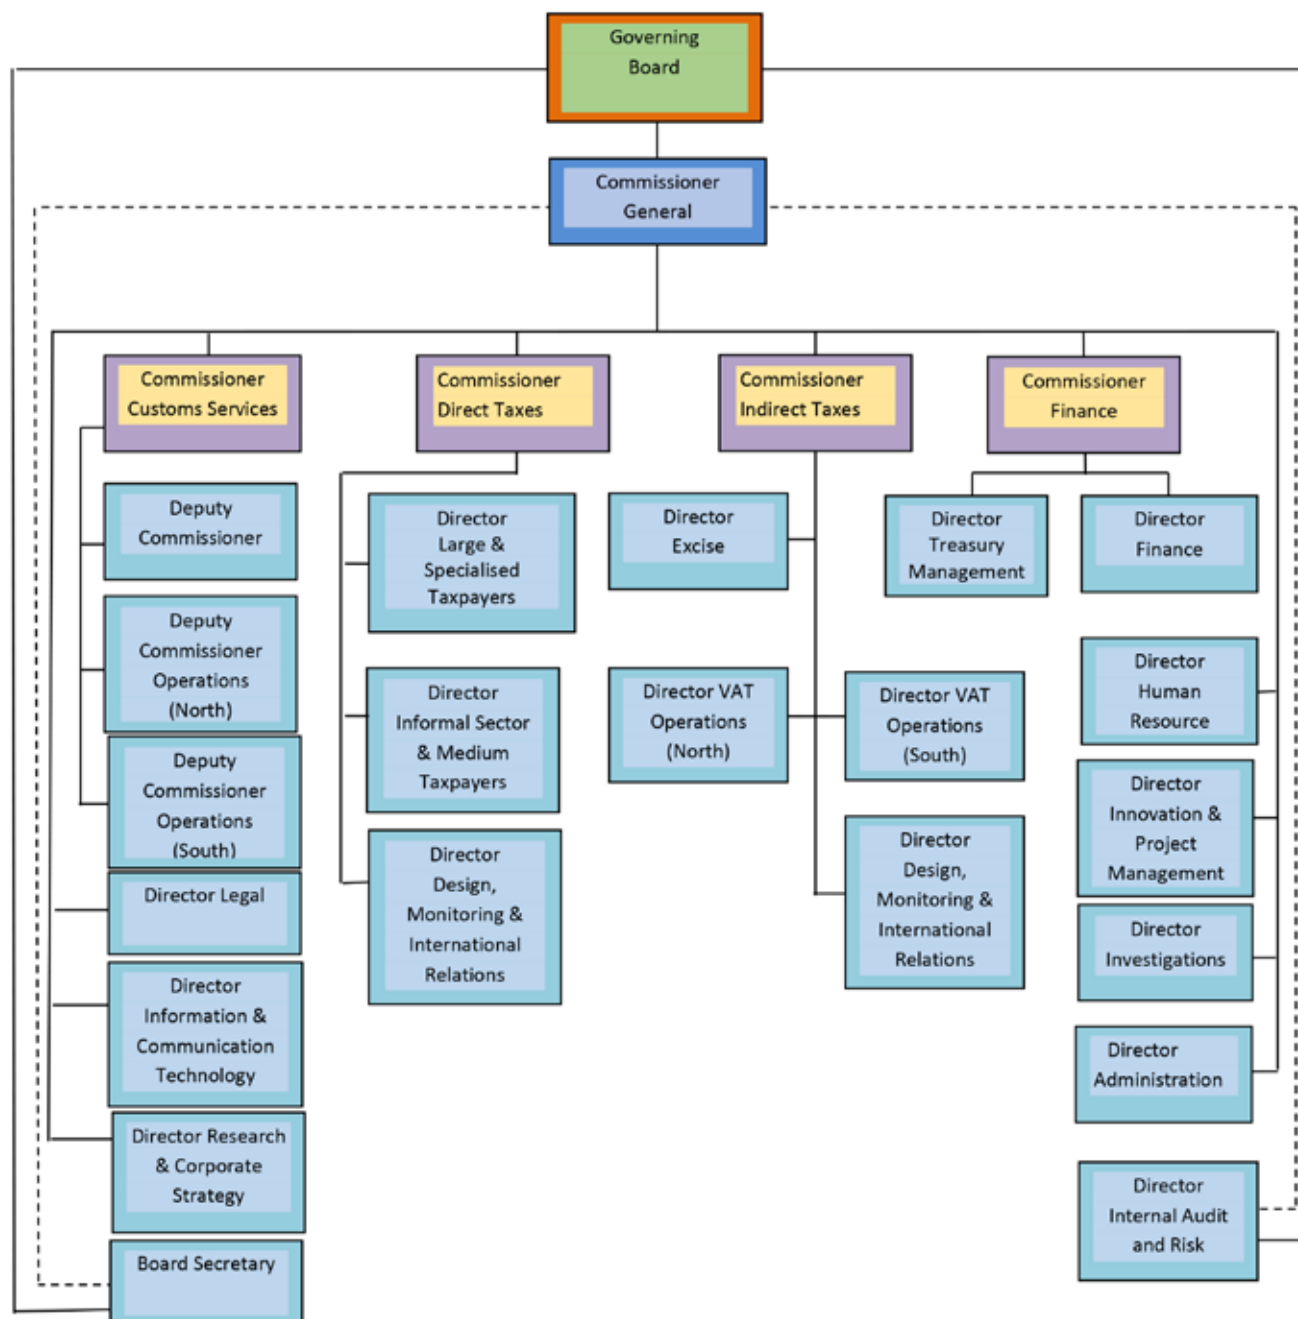 Governing
Board
Commissioner
General
Commissioner
Customs Services
Commissioner
Direct Taxes
Commissioner
Indirect Taxes
Commissioner
Finance
Deputy
Commissioner
Deputy
Commissioner
Operations
(North)
Deputy
Commissioner
Operations
(South)
Director Legal
Director
Information &
Communication
Technology
Director Research
& Corporate
Strategy
Board Secretary
Director
Large &
Specialised
Taxpayers
Director
Informal Sector
& Medium
Taxpayers
Director
Design,
Monitoring &
International
Relations
Director
Excise
Director VAT
Operations
(North)
Director VAT
Operations
(South)
Director
Design,
Monitoring &
International
Relations
Director
Treasury
Management
Director
Finance
Director
Human
Resource
Director
Innovation &
Project
Management
Director
Investigations
Director
Administration
Director
Internal Audit
and Risk